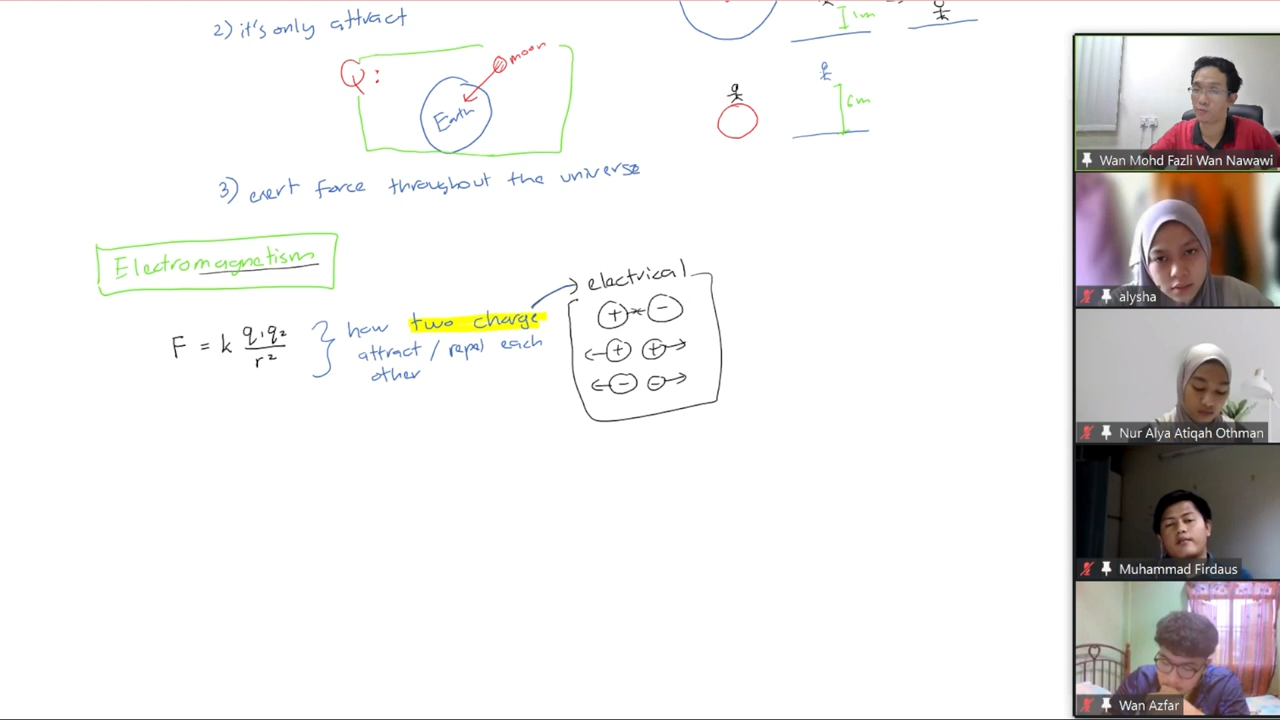 2) it's only attract
1m
Q:
moon
Earth
6m
3) exert force throughout the universe
Electromagnetism
electrical
F = k q1q2/r²
how two charge
attract / repel each
other
+ -
+ +
- -
Wan Mohd Fazli Wan Nawawi
alysha
Nur Alya Atiqah Othman
Muhammad Firdaus
Wan Azfar